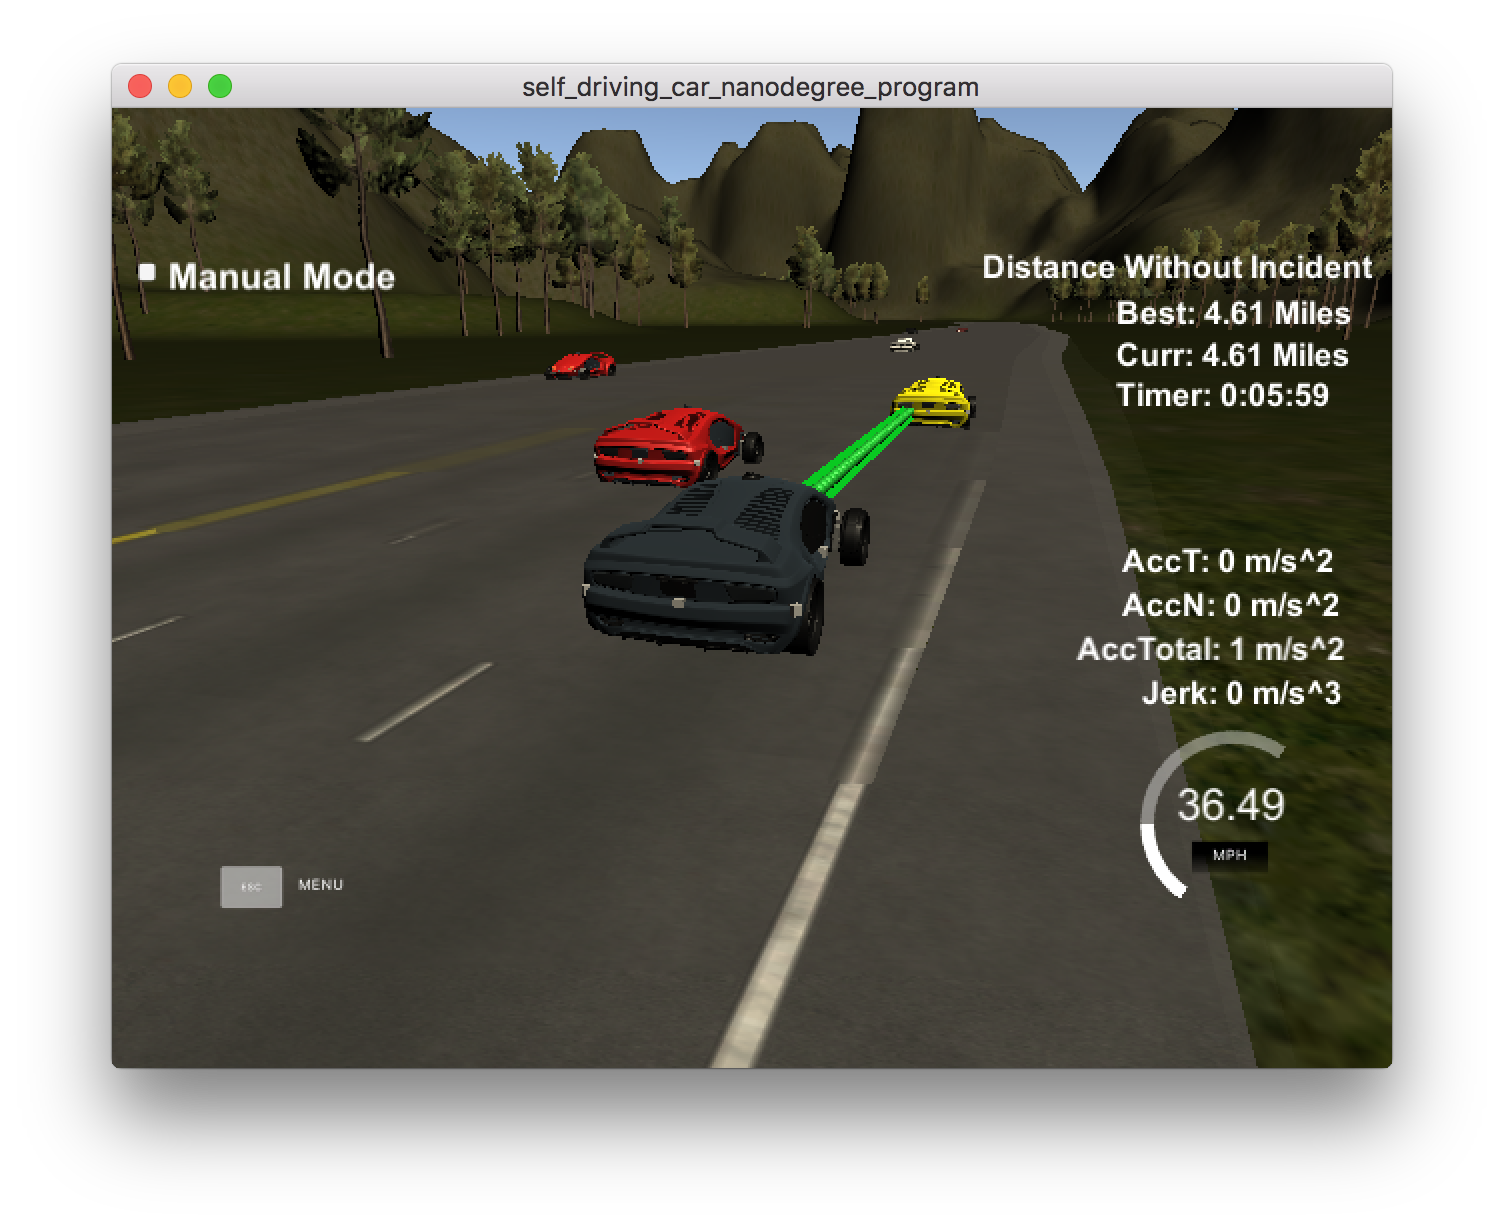 self_driving_car_nanodegree_program
Manual Mode
Distance Without Incident
Best: 4.61 Miles
Curr: 4.61 Miles
Timer: 0:05:59
AccT: 0 m/s^2
AccN: 0 m/s^2
AccTotal: 1 m/s^2
Jerk: 0 m/s^3
36.49
MPH
ESC MENU